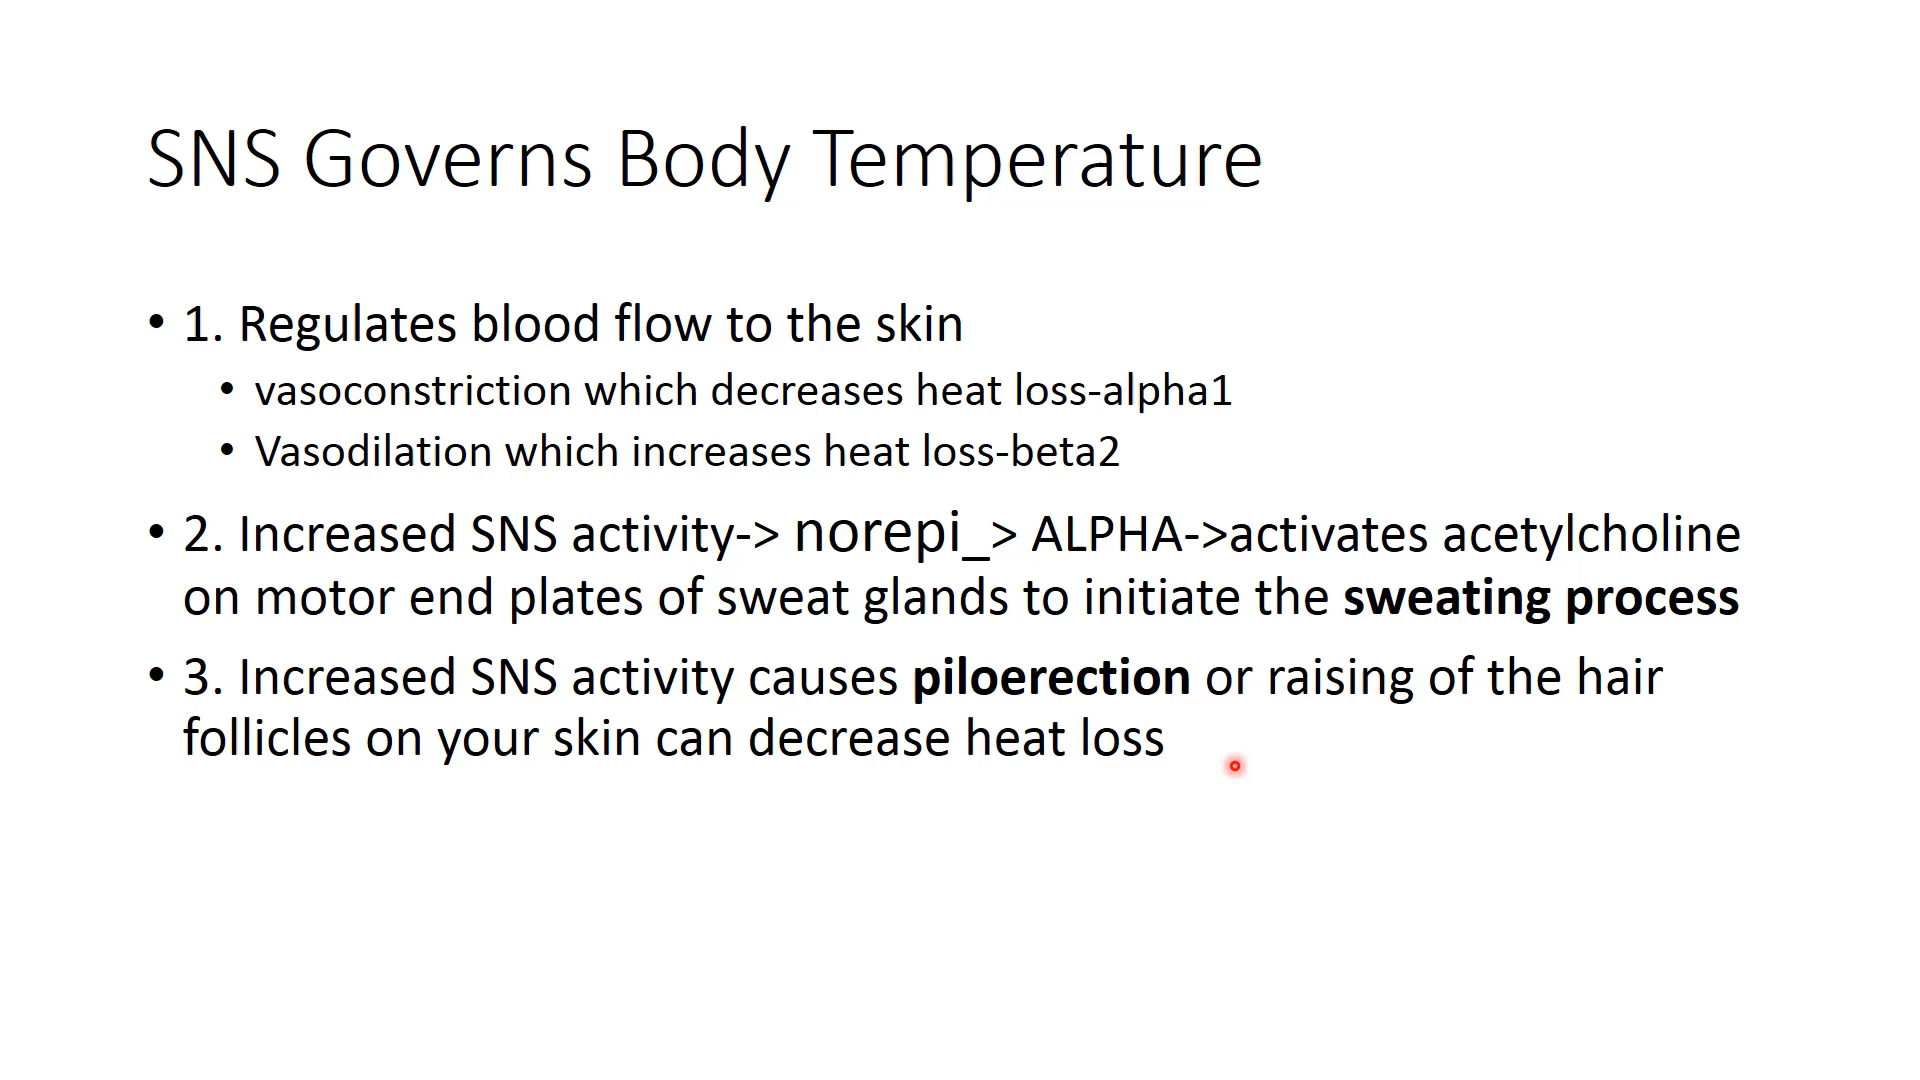 SNS Governs Body Temperature
• 1. Regulates blood flow to the skin
• vasoconstriction which decreases heat loss-alpha1
• Vasodilation which increases heat loss-beta2
• 2. Increased SNS activity-> norepi_> ALPHA->activates acetylcholine
on motor end plates of sweat glands to initiate the sweating process
• 3. Increased SNS activity causes piloerection or raising of the hair
follicles on your skin can decrease heat loss